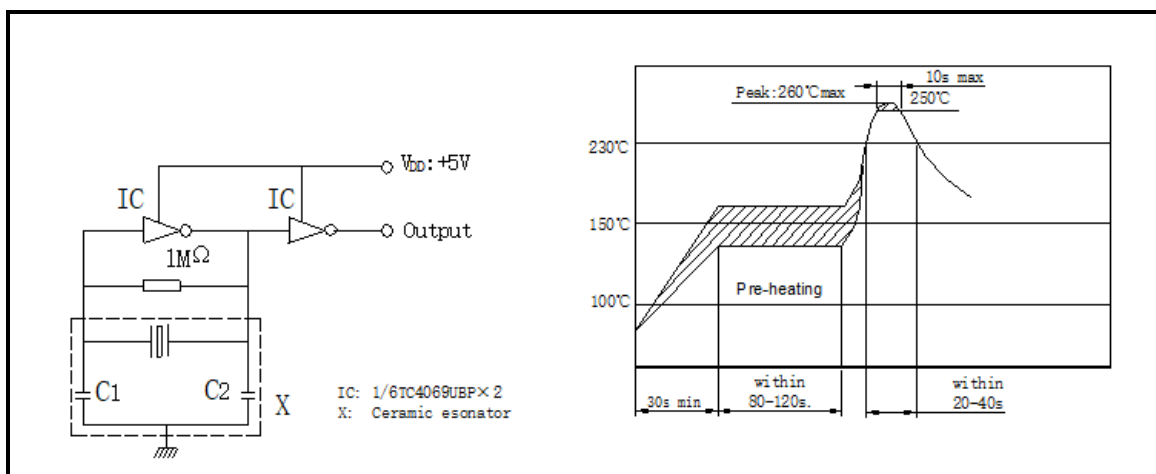 VDD:+5V
IC
IC
Output
1MΩ
C1
C2
X
IC: 1/6TC4069UBP×2
X: Ceramic esonator
10s max
Peak:260℃max
250℃
230℃
150℃
Pre-heating
100℃
30s min
within
80-120s.
within
20-40s